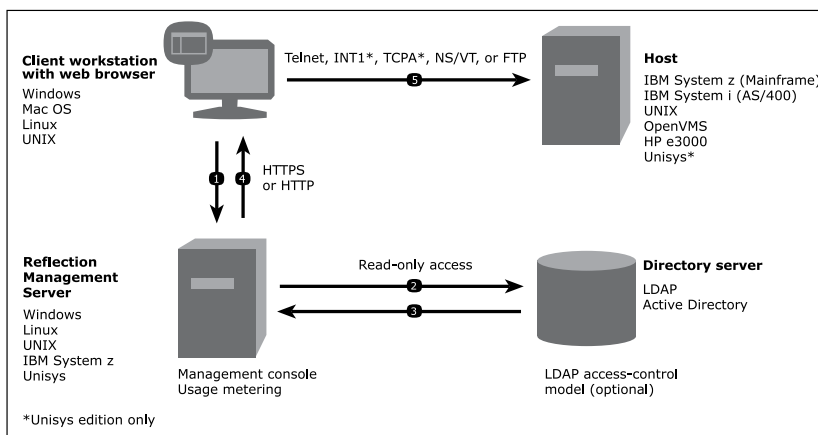 Client workstation
with web browser
Windows
Mac OS
Linux
UNIX
Telnet, INT1*, TCPA*, NS/VT, or FTP
5
Host
IBM System z (Mainframe)
IBM System i (AS/400)
UNIX
OpenVMS
HP e3000
Unisys*
1
4
HTTPS
or HTTP
Reflection
Management
Server
Windows
Linux
UNIX
IBM System z
Unisys
Read-only access
2
3
Management console
Usage metering
Directory server
LDAP
Active Directory
LDAP access-control
model (optional)
*Unisys edition only